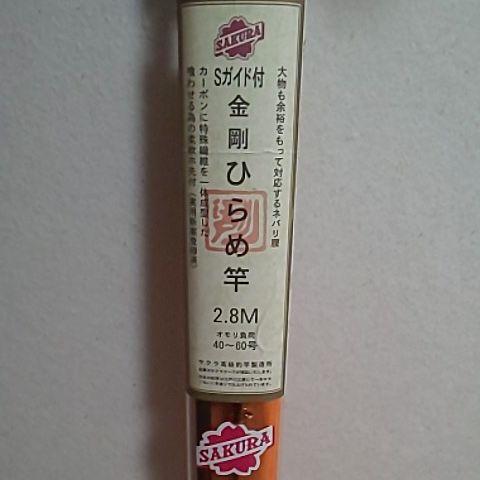 SAKURA
Sガイド付
金剛ひらめ竿
大物も余裕をもって対応するネバリ腰
カーボンに特殊繊維を一体成型した
喰わせる為の柔軟穂先付
剛
2.8M
オモリ負荷
40〜60号
サクラ高級釣竿製造所
SAKURA